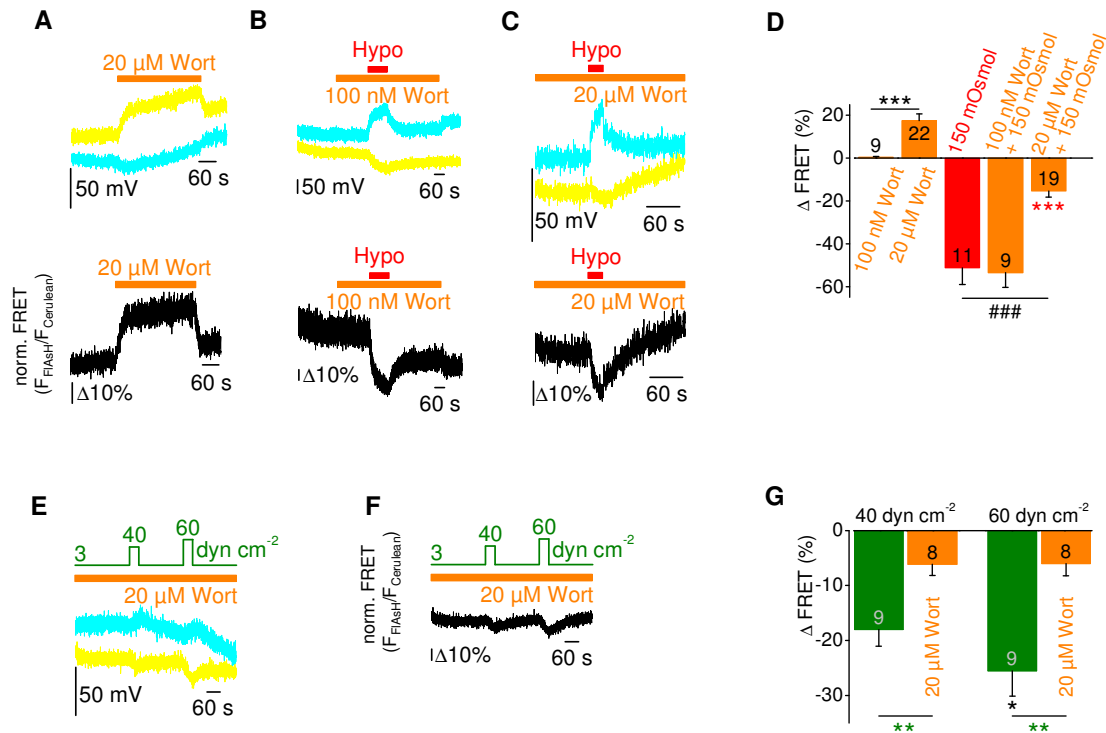 A
20 µM Wort
50 mV
60 s
20 µM Wort
norm. FRET
(F_FlAsH/F_Cerulean)
Δ10%
60 s
B
Hypo
100 nM Wort
50 mV
60 s
Hypo
100 nM Wort
Δ10%
60 s
C
Hypo
20 µM Wort
50 mV
60 s
Hypo
20 µM Wort
Δ10%
60 s
D
150 mOsmol
100 nM Wort
+ 150 mOsmol
20 µM Wort
+ 150 mOsmol
Δ FRET (%)
20
0
-20
-40
-60
***
9
22
11
9
19
***
100 nM Wort
20 µM Wort
###
E
3
40
60
dyn cm⁻²
20 µM Wort
50 mV
60 s
F
3
40
60
dyn cm⁻²
norm. FRET
(F_FlAsH/F_Cerulean)
20 µM Wort
Δ10%
60 s
G
40 dyn cm⁻²
60 dyn cm⁻²
Δ FRET (%)
0
-10
-20
-30
9
8
9
8
20 µM Wort
20 µM Wort
*
**
**